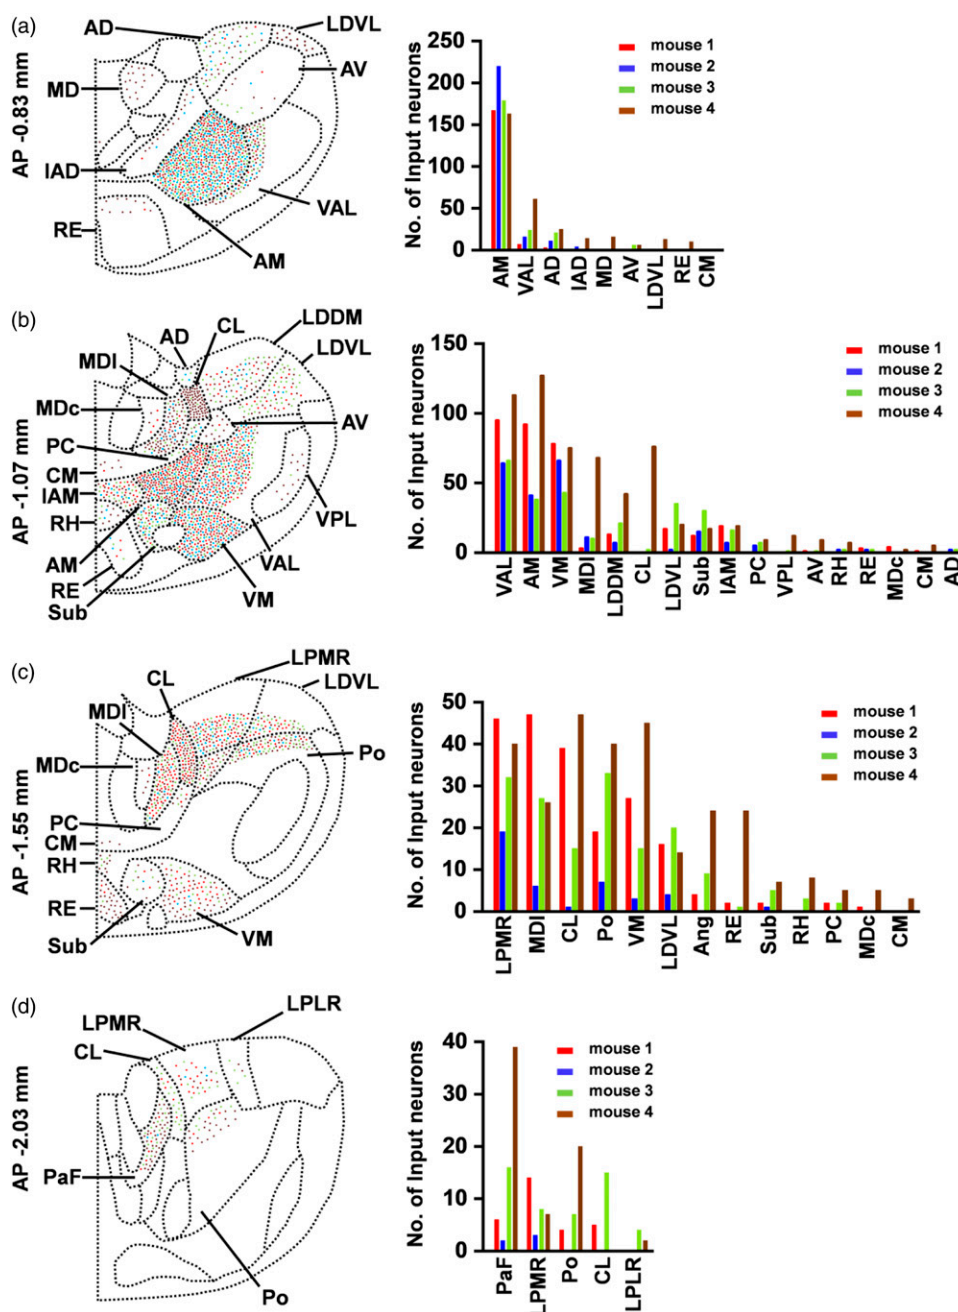 (a)
AD
LDVL
AV
MD
IAD
RE
VAL
AM
AP -0.83 mm
No. of Input neurons
250
200
150
100
50
0
mouse 1
mouse 2
mouse 3
mouse 4
AM
VAL
AD
IAD
MD
AV
LDVL
RE
CM
(b)
AD
CL
LDDM
LDVL
MDI
MDc
AV
PC
CM
IAM
RH
VPL
AM
VAL
RE
VM
Sub
AP -1.07 mm
No. of Input neurons
150
100
50
0
mouse 1
mouse 2
mouse 3
mouse 4
VAL
AM
VM
MDI
LDDM
CL
LDVL
Sub
IAM
PC
VPL
AV
RH
RE
MDc
CM
AD
(c)
LPMR
CL
LDVL
MDI
Po
MDc
PC
CM
RH
RE
Sub
VM
AP -1.55 mm
No. of Input neurons
50
40
30
20
10
0
mouse 1
mouse 2
mouse 3
mouse 4
LPMR
MDI
CL
Po
VM
LDVL
Ang
RE
Sub
RH
PC
MDc
CM
(d)
LPLR
LPMR
CL
PaF
Po
AP -2.03 mm
No. of Input neurons
40
30
20
10
0
mouse 1
mouse 2
mouse 3
mouse 4
PaF
LPMR
Po
CL
LPLR